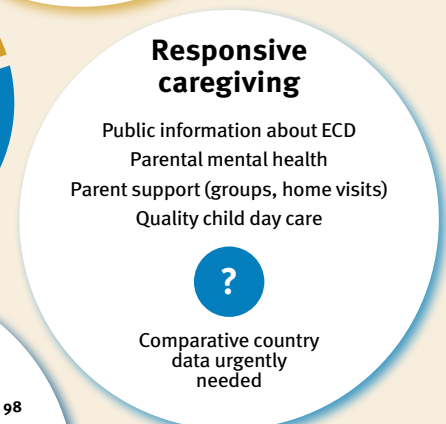 Responsive
caregiving
Public information about ECD
Parental mental health
Parent support (groups, home visits)
Quality child day care
?
Comparative country
data urgently
needed
98